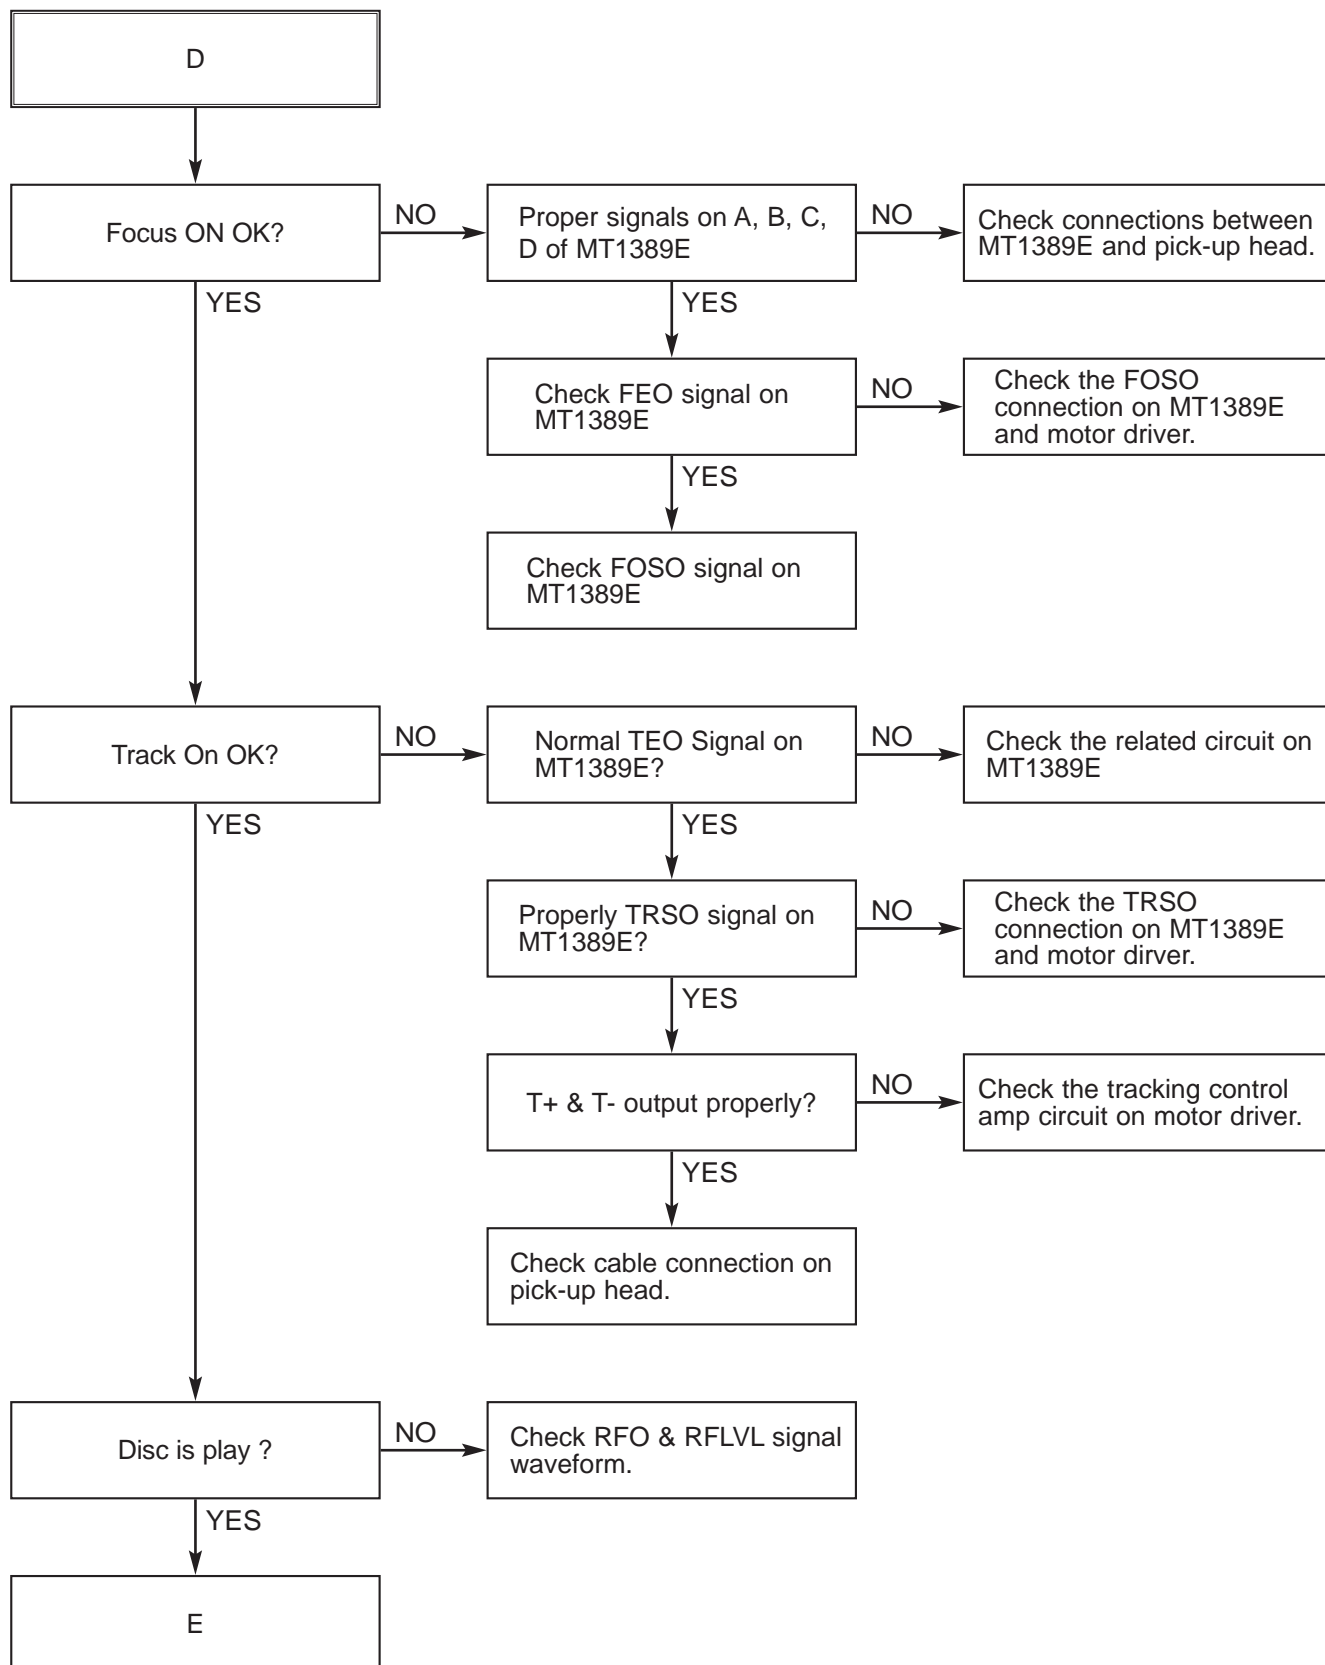 D
Focus ON OK?
NO
Proper signals on A, B, C,
D of MT1389E
NO
Check connections between
MT1389E and pick-up head.
YES
YES
Check FEO signal on
MT1389E
NO
Check the FOSO
connection on MT1389E
and motor driver.
YES
Check FOSO signal on
MT1389E
Track On OK?
NO
Normal TEO Signal on
MT1389E?
NO
Check the related circuit on
MT1389E
YES
YES
Properly TRSO signal on
MT1389E?
NO
Check the TRSO
connection on MT1389E
and motor dirver.
YES
T+ & T- output properly?
NO
Check the tracking control
amp circuit on motor driver.
YES
Check cable connection on
pick-up head.
Disc is play ?
NO
Check RFO & RFLVL signal
waveform.
YES
E